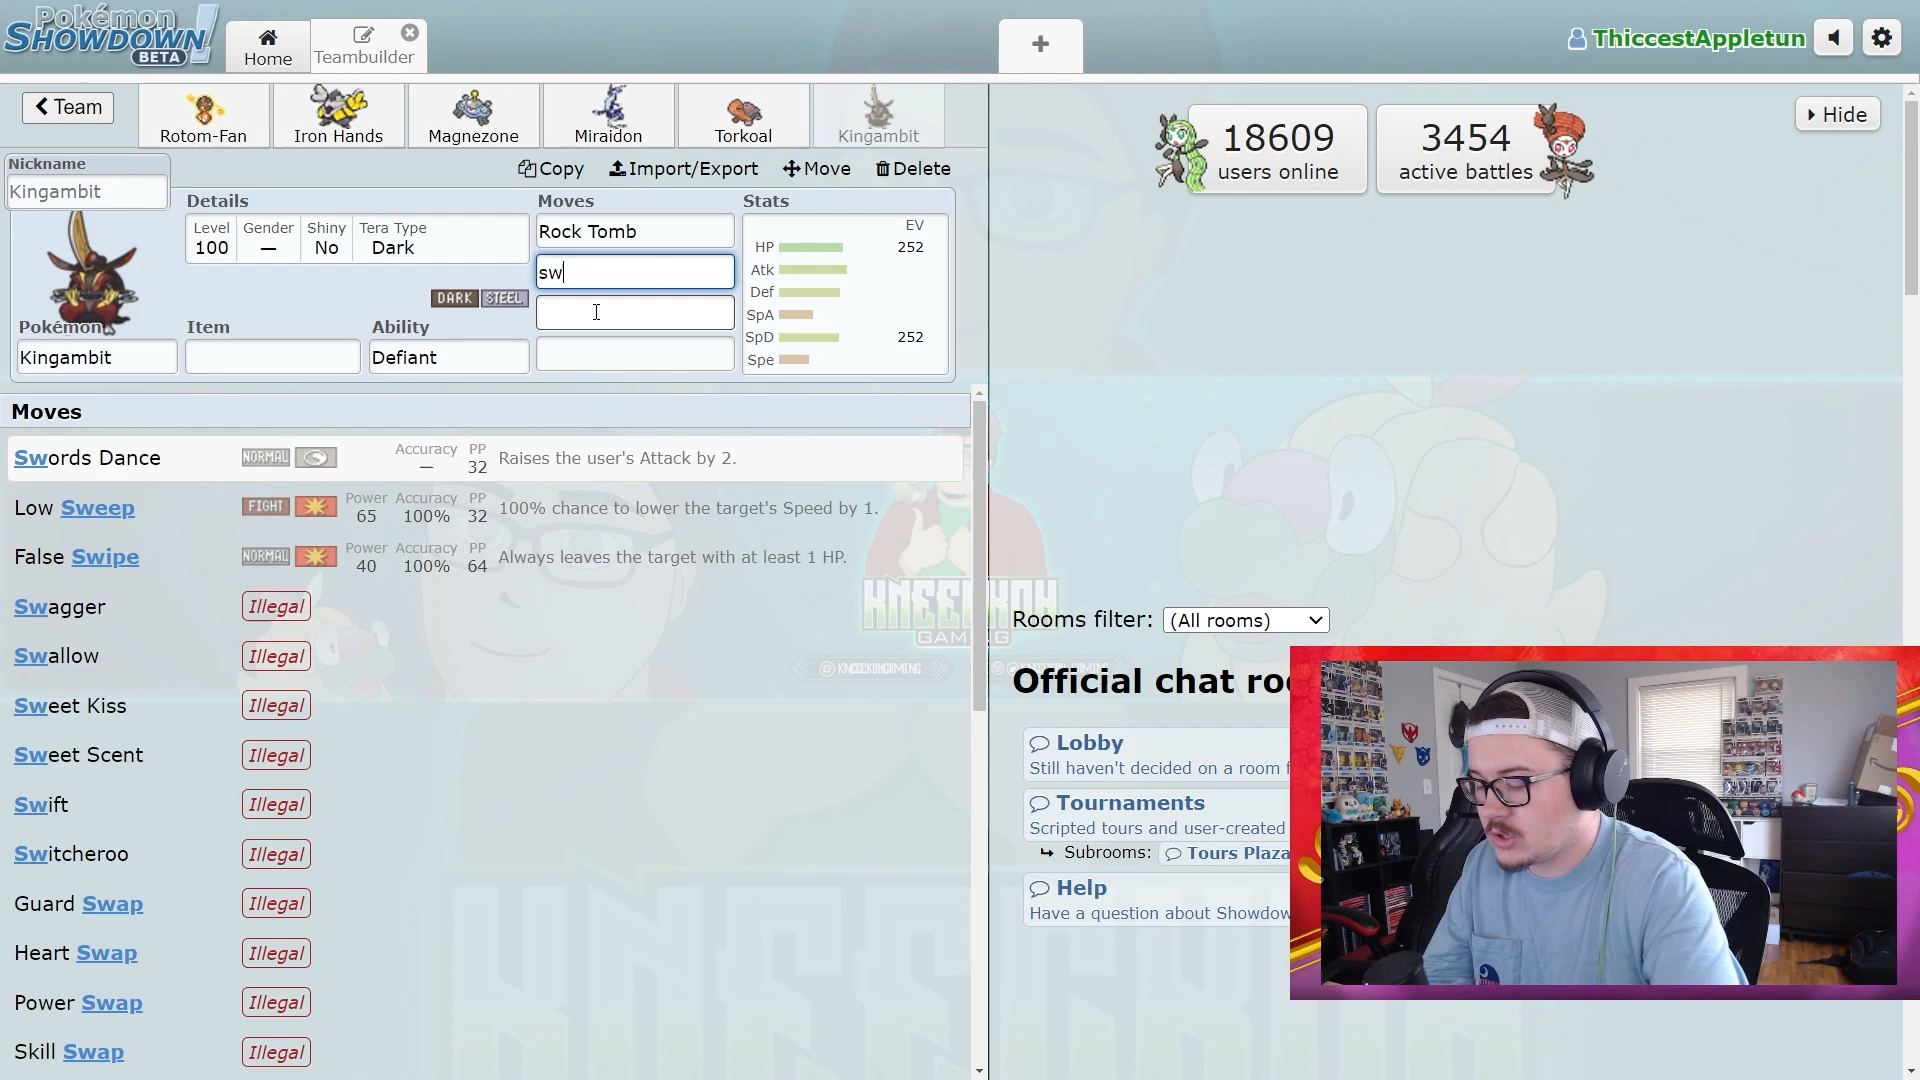 Pokémon
SHOWDOWN!
BETA
Home
Teambuilder
+
ThiccestAppletun
Team
Rotom-Fan
Iron Hands
Magnezone
Miraidon
Torkoal
Kingambit
Copy
Import/Export
Move
Delete
Nickname
Kingambit
Details
Level
100
Gender
—
Shiny
No
Tera Type
Dark
DARK STEEL
Pokémon
Kingambit
Item
Ability
Defiant
Moves
Rock Tomb
sw
Stats
EV
HP 252
Atk
Def
SpA
SpD 252
Spe
18609
users online
3454
active battles
Hide
Moves
Swords Dance NORMAL Accuracy — PP 32 Raises the user's Attack by 2.
Low Sweep FIGHT Power 65 Accuracy 100% PP 32 100% chance to lower the target's Speed by 1.
False Swipe NORMAL Power 40 Accuracy 100% PP 64 Always leaves the target with at least 1 HP.
Swagger Illegal
Swallow Illegal
Sweet Kiss Illegal
Sweet Scent Illegal
Swift Illegal
Switcheroo Illegal
Guard Swap Illegal
Heart Swap Illegal
Power Swap Illegal
Skill Swap Illegal
GAMING
Rooms filter: (All rooms)
Official chat ro
Lobby
Still haven't decided on a room f
Tournaments
Scripted tours and user-created
Subrooms: Tours Plaza
Help
Have a question about Showdow